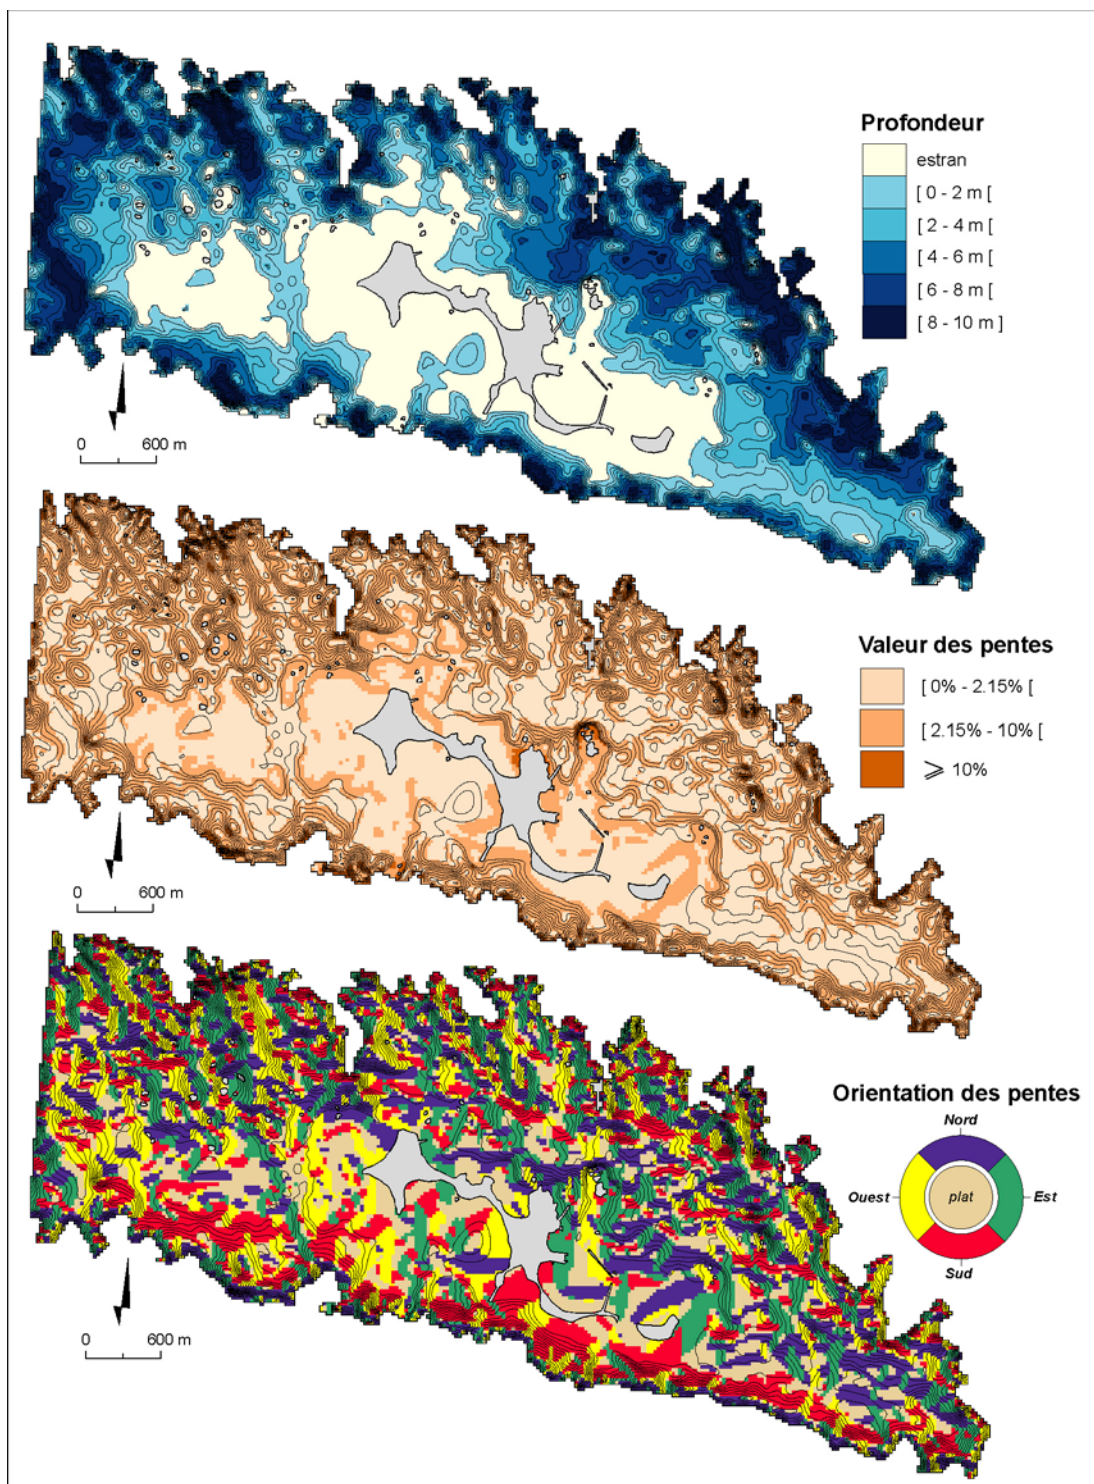 Profondeur
estran
[ 0 - 2 m [
[ 2 - 4 m [
[ 4 - 6 m [
[ 6 - 8 m [
[ 8 - 10 m ]
0 600 m
Valeur des pentes
[ 0% - 2.15% [
[ 2.15% - 10% [
⩾ 10%
0 600 m
Orientation des pentes
Nord
Ouest
plat
Est
Sud
0 600 m